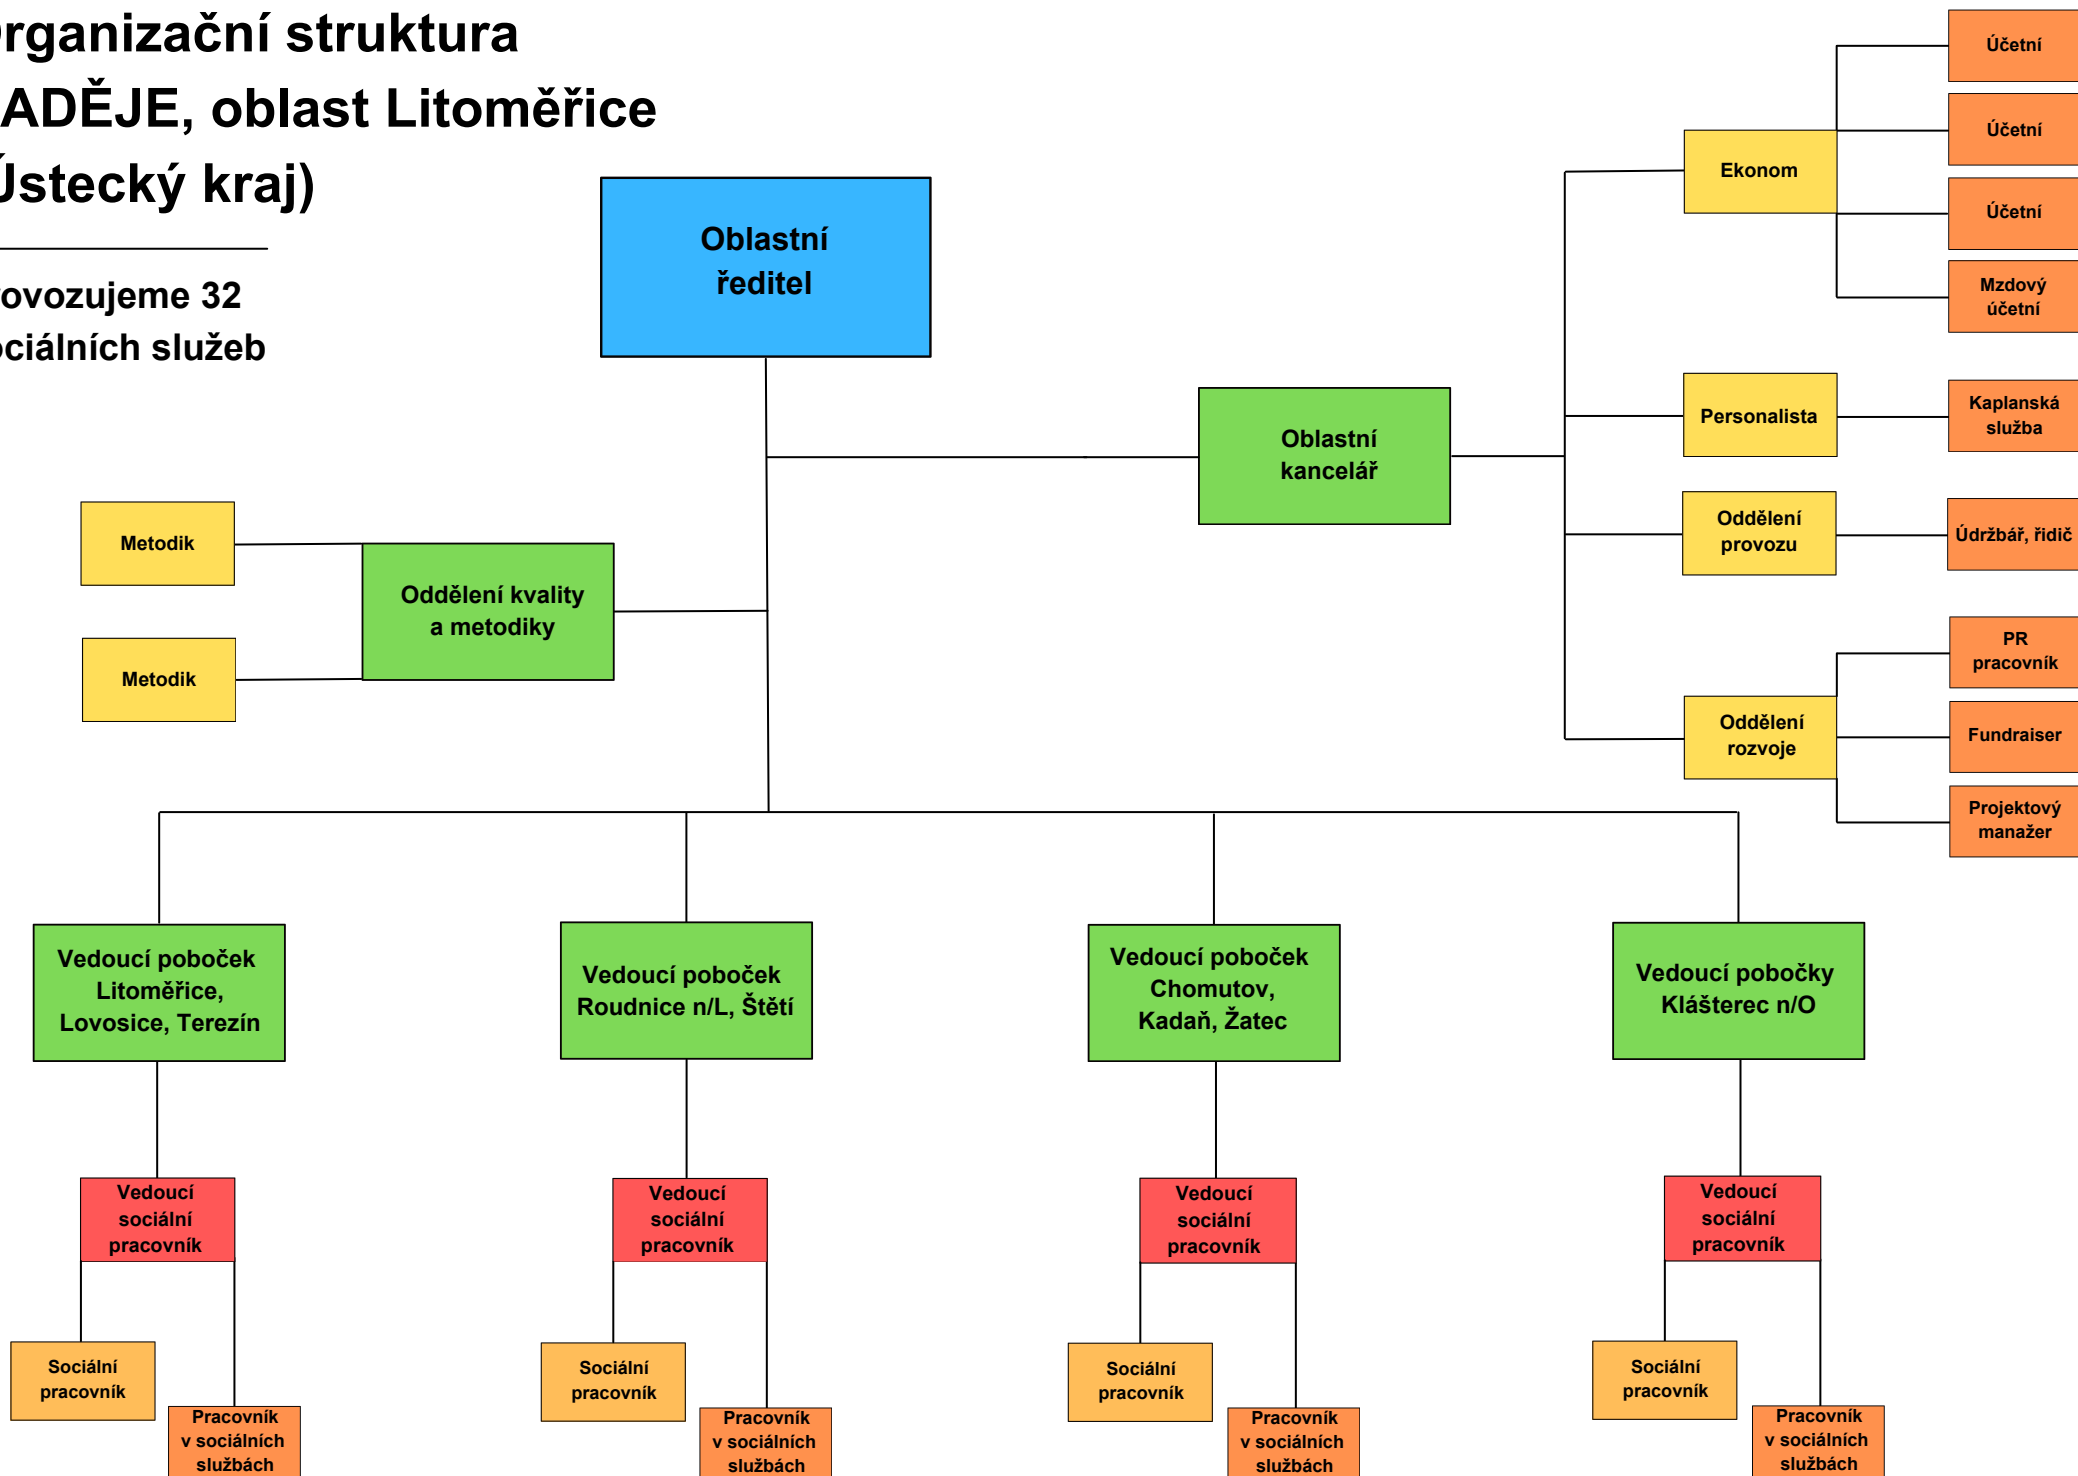 rganizační struktura
ADĚJE, oblast Litoměřice
Ústecký kraj)
ovozujeme 32
ociálních služeb
Oblastní
ředitel
Oblastní
kancelář
Ekonom
Účetní
Účetní
Účetní
Mzdový
účetní
Personalista
Kaplanská
služba
Oddělení
provozu
Údržbář, řidič
Oddělení
rozvoje
PR
pracovník
Fundraiser
Projektový
manažer
Metodik
Metodik
Oddělení kvality
a metodiky
Vedoucí poboček
Litoměřice,
Lovosice, Terezín
Vedoucí poboček
Roudnice n/L, Štětí
Vedoucí poboček
Chomutov,
Kadaň, Žatec
Vedoucí pobočky
Klášterec n/O
Vedoucí
sociální
pracovník
Vedoucí
sociální
pracovník
Vedoucí
sociální
pracovník
Vedoucí
sociální
pracovník
Sociální
pracovník
Pracovník
v sociálních
službách
Sociální
pracovník
Pracovník
v sociálních
službách
Sociální
pracovník
Pracovník
v sociálních
službách
Sociální
pracovník
Pracovník
v sociálních
službách